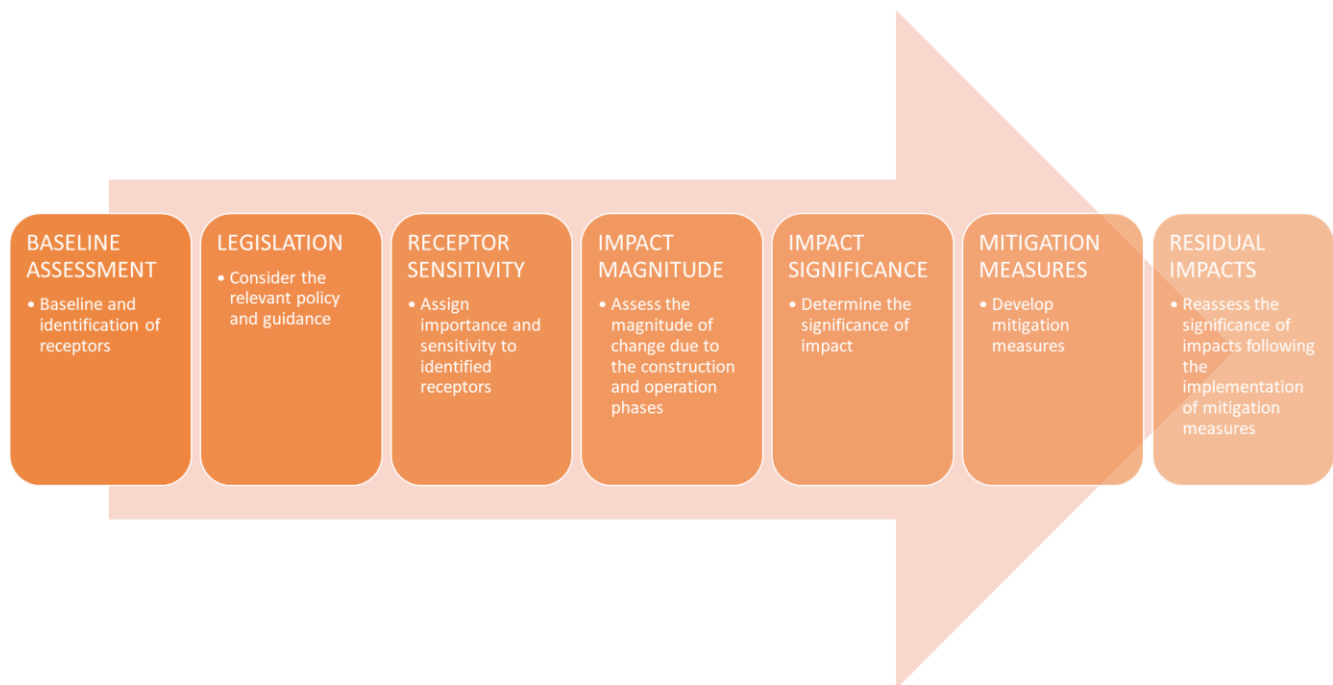 BASELINE
ASSESSMENT
• Baseline and
identification of
receptors
LEGISLATION
• Consider the
relevant policy
and guidance
RECEPTOR
SENSITIVITY
• Assign
importance and
sensitivity to
identified
receptors
IMPACT
MAGNITUDE
• Assess the
magnitude of
change due to
the construction
and operation
phases
IMPACT
SIGNIFICANCE
• Determine the
significance of
impact
MITIGATION
MEASURES
• Develop
mitigation
measures
RESIDUAL
IMPACTS
• Reassess the
significance of
impacts following
the
implementation
of mitigation
measures